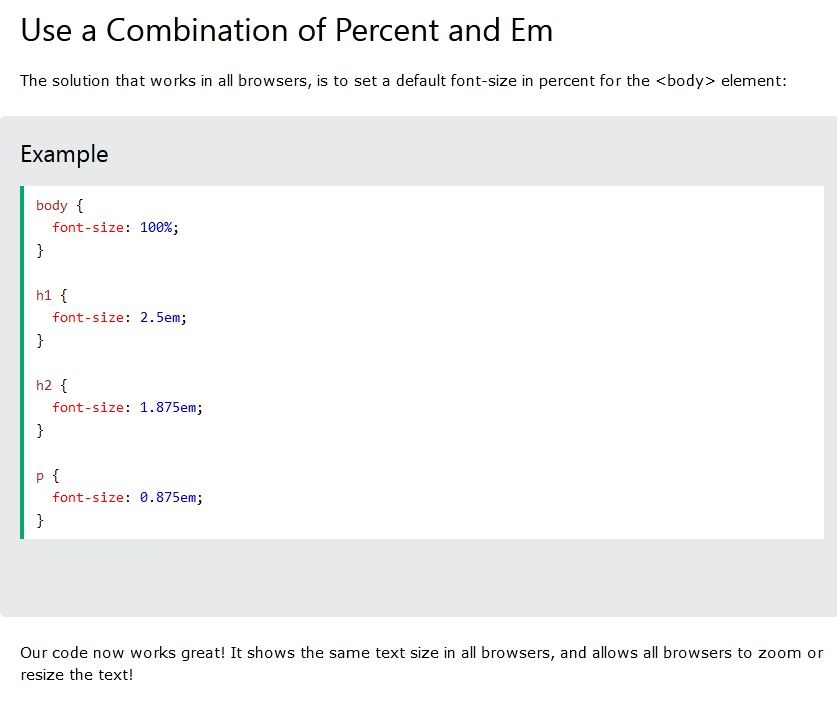 Use a Combination of Percent and Em
The solution that works in all browsers, is to set a default font-size in percent for the <body> element:
Example
body {
  font-size: 100%;
}
h1 {
  font-size: 2.5em;
}
h2 {
  font-size: 1.875em;
}
p {
  font-size: 0.875em;
}
Our code now works great! It shows the same text size in all browsers, and allows all browsers to zoom or
resize the text!